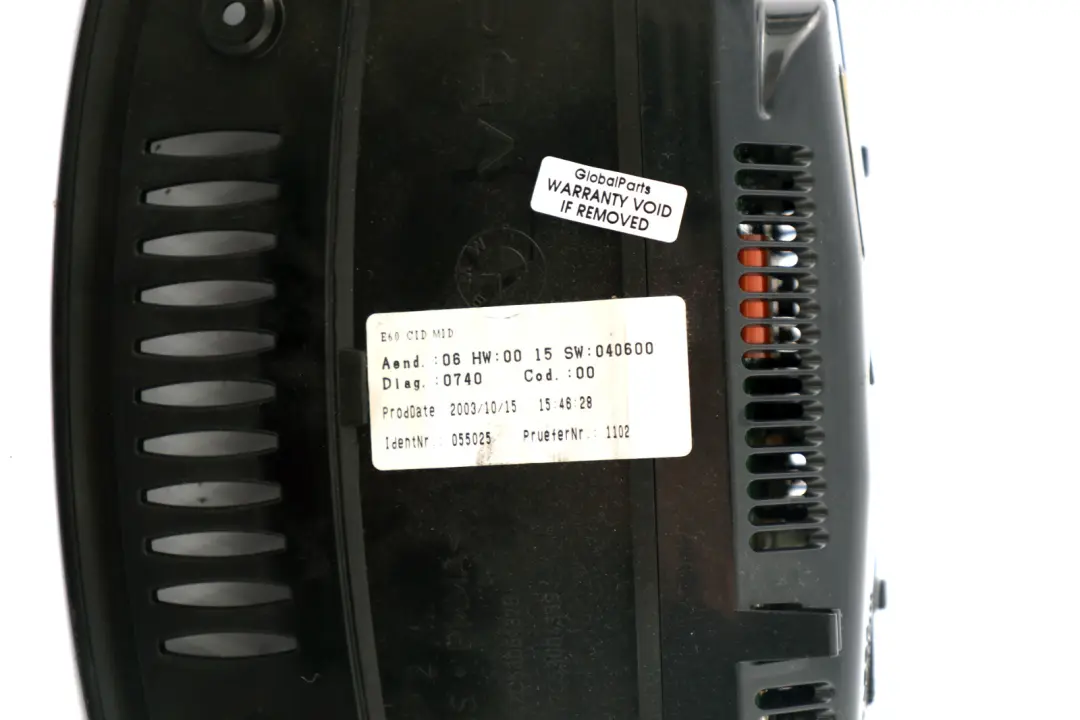 GlobalParts
WARRANTY VOID
IF REMOVED
E60 CID MID
Aend. :06 HW:00 15 SW:040600
Diag. :0740 Cod. :00
ProdDate 2003/10/15 15:46:28
IdentNr.: 055025 PrueferNr.: 1102